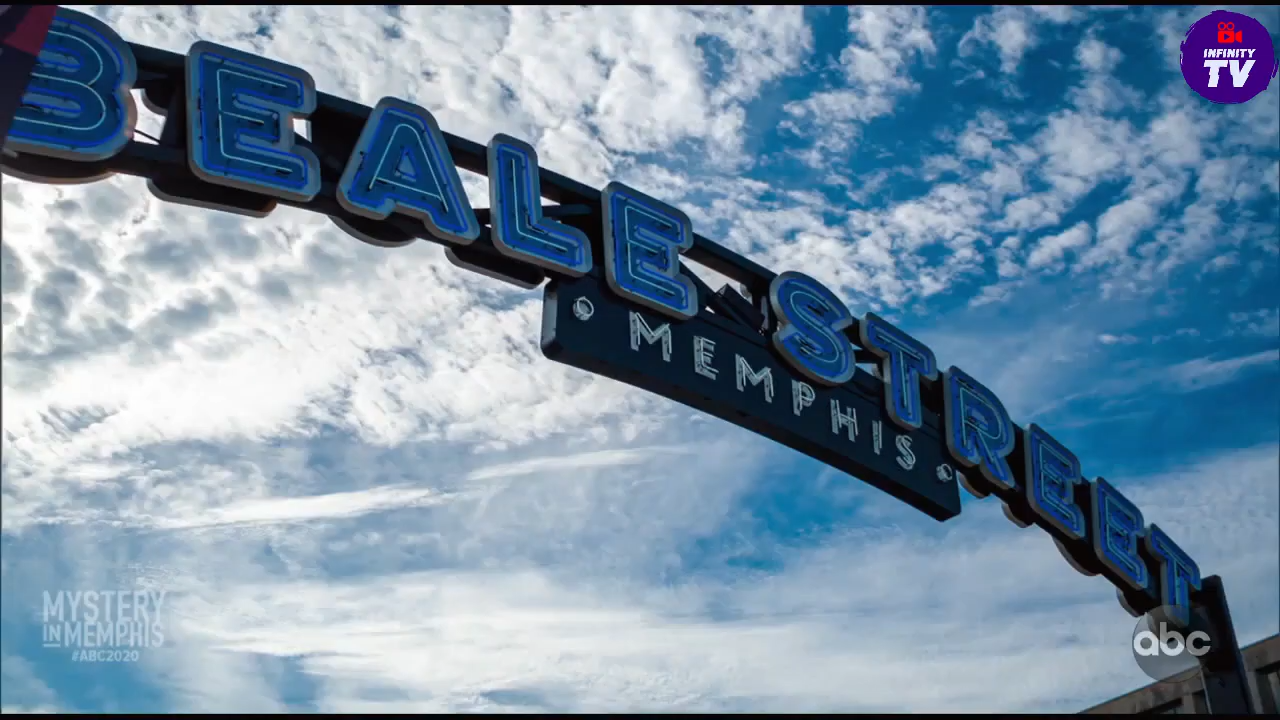 BEALE STREET
MEMPHIS
INFINITY
TV
MYSTERY
IN MEMPHIS
#ABC2020
abc